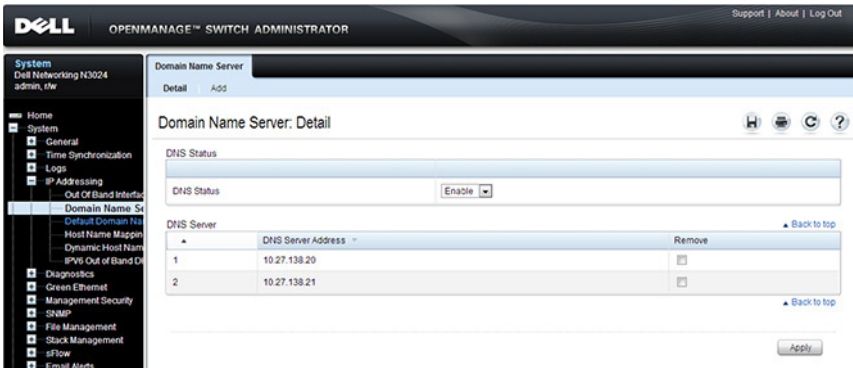 DELL
OPENMANAGE™ SWITCH ADMINISTRATOR
Support | About | Log Out
System
Dell Networking N3024
admin, r/w
Home
System
General
Time Synchronization
Logs
IP Addressing
Out Of Band Interfac
Domain Name Se
Default Domain Na
Host Name Mappin
Dynamic Host Nam
IPV6 Out of Band D
Diagnostics
Green Ethernet
Management Security
SNMP
File Management
Stack Management
sFlow
Email Alerts
Domain Name Server
Detail Add
Domain Name Server: Detail
DNS Status
DNS Status Enable
DNS Server Back to top
DNS Server Address Remove
1 10.27.138.20
2 10.27.138.21
Back to top
Apply